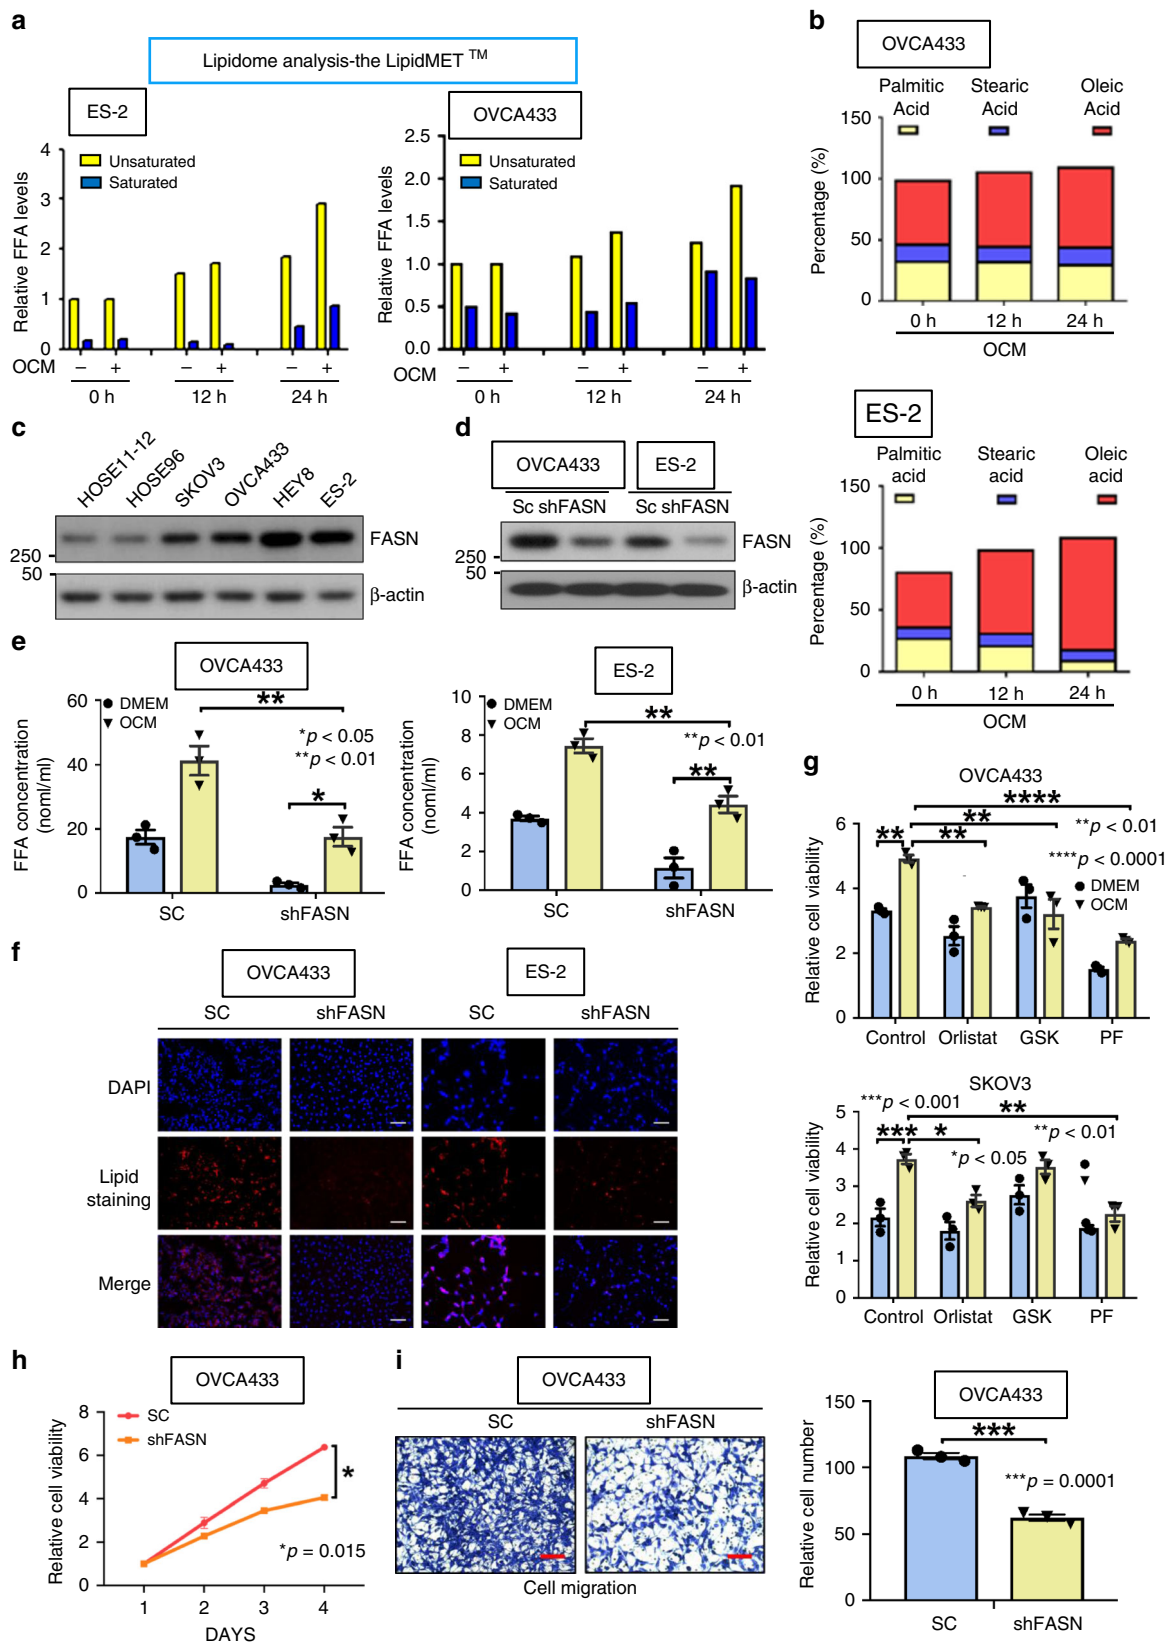 a
Lipidome analysis-the LipidMET TM
ES-2
Relative FFA levels
4
3
2
1
0
Unsaturated
Saturated
OCM − + − + − +
0 h 12 h 24 h
OVCA433
Relative FFA levels
2.5
2.0
1.5
1.0
0.5
0.0
Unsaturated
Saturated
OCM − + − + − +
0 h 12 h 24 h
b
OVCA433
Palmitic Acid
Stearic Acid
Oleic Acid
Percentage (%)
150
100
50
0
0 h 12 h 24 h
OCM
ES-2
Palmitic acid
Stearic acid
Oleic acid
Percentage (%)
150
100
50
0
0 h 12 h 24 h
OCM
c
HOSE11-12 HOSE96 SKOV3 OVCA433 HEY8 ES-2
250
FASN
50
β-actin
d
OVCA433 ES-2
Sc shFASN Sc shFASN
250
FASN
50
β-actin
e
OVCA433
FFA concentration
(noml/ml)
60
40
20
0
DMEM
OCM
**
*p < 0.05
**p < 0.01
*
SC shFASN
ES-2
FFA concentration
(noml/ml)
10
8
6
4
2
0
DMEM
OCM
**
**p < 0.01
**
SC shFASN
f
OVCA433 ES-2
SC shFASN SC shFASN
DAPI
Lipid
staining
Merge
g
OVCA433
Relative cell viability
6
4
2
0
****
**
** **
**p < 0.01
****p < 0.0001
DMEM
OCM
Control Orlistat GSK PF
SKOV3
Relative cell viability
5
4
3
2
1
0
***p < 0.001
**
*** *
**p < 0.01
*p < 0.05
Control Orlistat GSK PF
h
OVCA433
Relative cell viability
8
6
4
2
0
SC
shFASN
*
*p = 0.015
1 2 3 4
DAYS
i
OVCA433
SC shFASN
Cell migration
OVCA433
Relative cell number
150
100
50
0
***
***p = 0.0001
SC shFASN